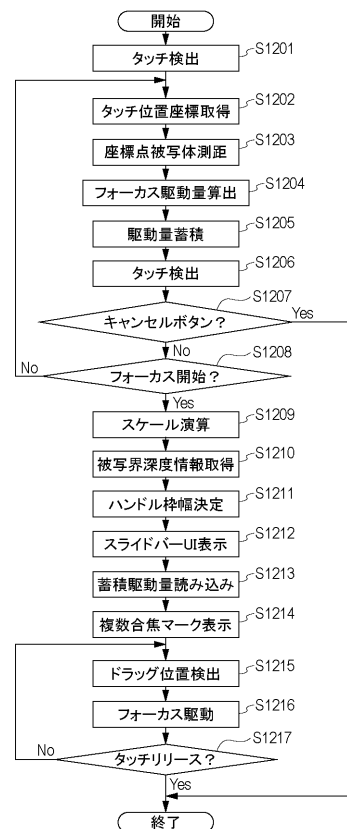 開始
タッチ検出 S1201
タッチ位置座標取得 S1202
座標点被写体測距 S1203
フォーカス駆動量算出 S1204
駆動量蓄積 S1205
タッチ検出 S1206
キャンセルボタン? S1207
Yes
No
フォーカス開始? S1208
No
Yes
スケール演算 S1209
被写界深度情報取得 S1210
ハンドル枠幅決定 S1211
スライドバーUI表示 S1212
蓄積駆動量読み込み S1213
複数合焦マーク表示 S1214
ドラッグ位置検出 S1215
フォーカス駆動 S1216
タッチリリース? S1217
No
Yes
終了